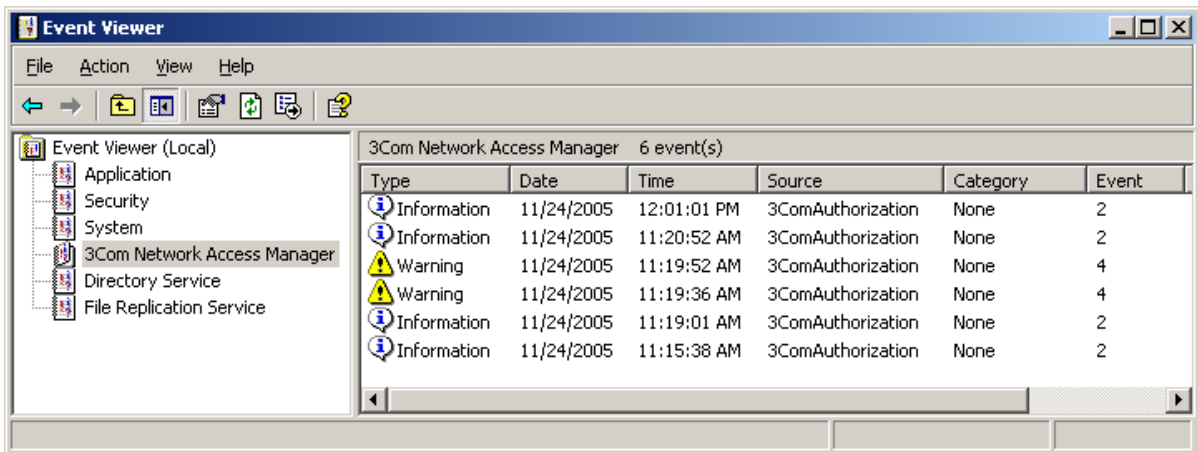 Event Viewer
File Action View Help
Event Viewer (Local)
Application
Security
System
3Com Network Access Manager
Directory Service
File Replication Service
3Com Network Access Manager 6 event(s)
Type Date Time Source Category Event
Information 11/24/2005 12:01:01 PM 3ComAuthorization None 2
Information 11/24/2005 11:20:52 AM 3ComAuthorization None 2
Warning 11/24/2005 11:19:52 AM 3ComAuthorization None 4
Warning 11/24/2005 11:19:36 AM 3ComAuthorization None 4
Information 11/24/2005 11:19:01 AM 3ComAuthorization None 2
Information 11/24/2005 11:15:38 AM 3ComAuthorization None 2